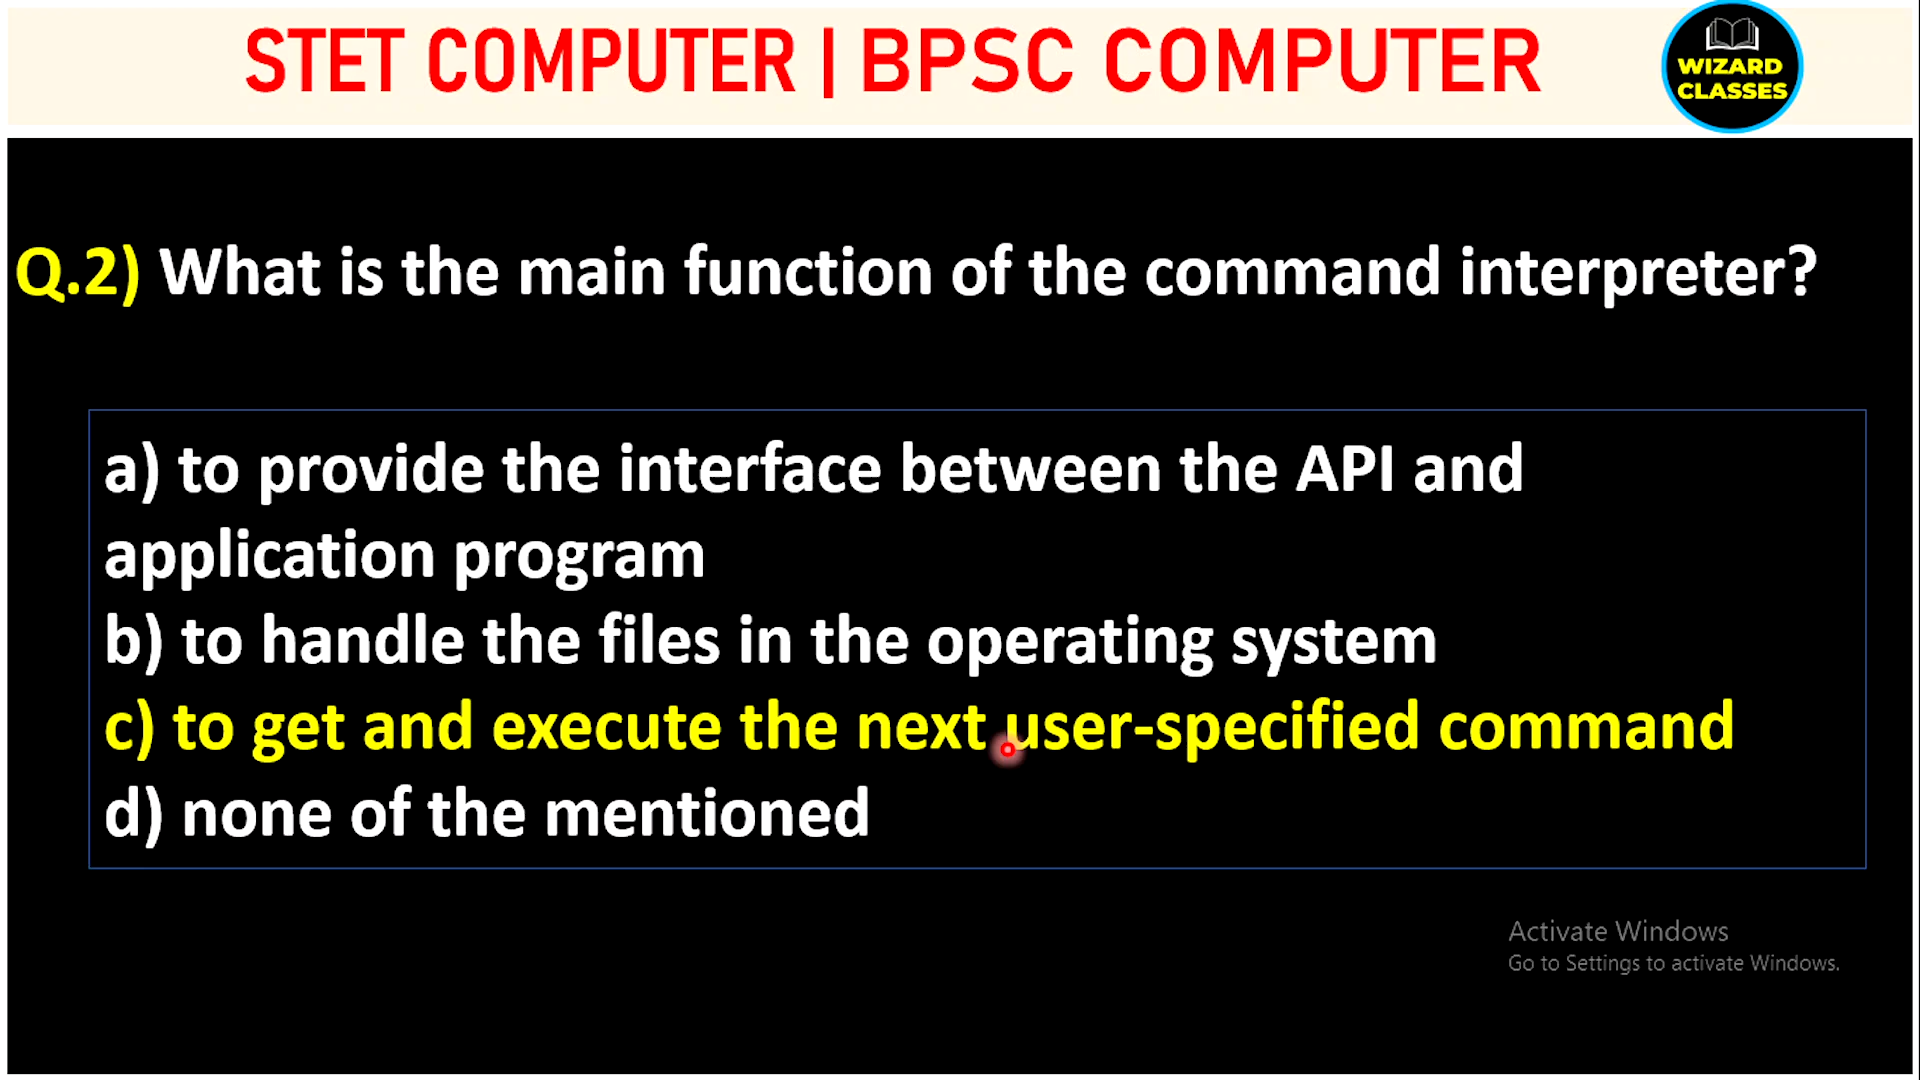 STET COMPUTER | BPSC COMPUTER
WIZARD
CLASSES
Q.2) What is the main function of the command interpreter?
a) to provide the interface between the API and
application program
b) to handle the files in the operating system
c) to get and execute the next user-specified command
d) none of the mentioned
Activate Windows
Go to Settings to activate Windows.